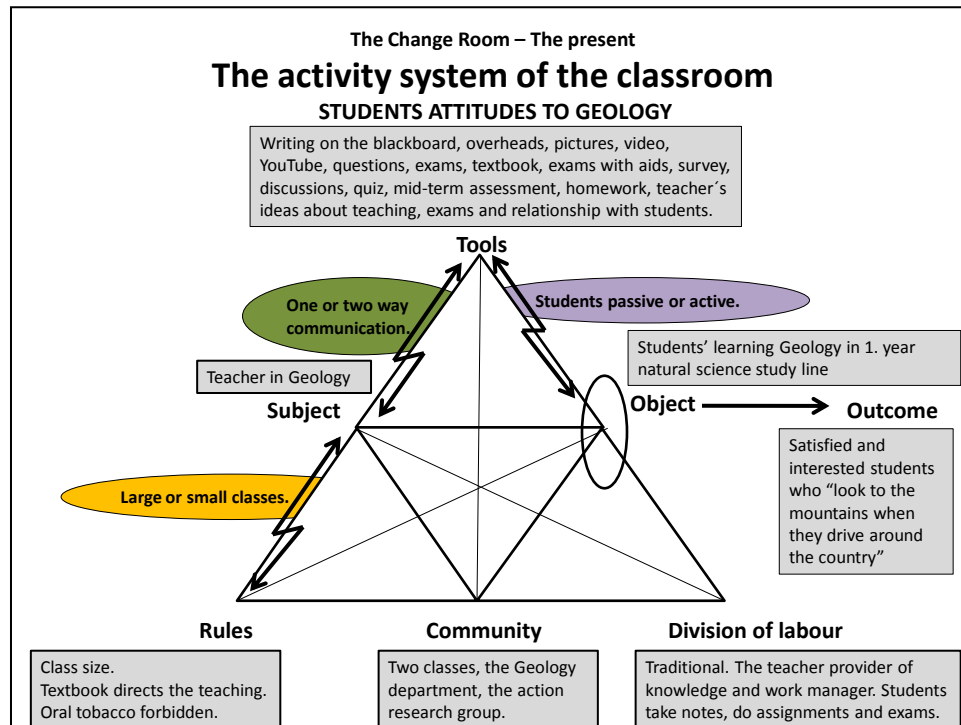 The Change Room – The present
The activity system of the classroom
STUDENTS ATTITUDES TO GEOLOGY
Writing on the blackboard, overheads, pictures, video,
YouTube, questions, exams, textbook, exams with aids, survey,
discussions, quiz, mid-term assessment, homework, teacher´s
ideas about teaching, exams and relationship with students.
Tools
One or two way
communication.
Students passive or active.
Teacher in Geology
Students’ learning Geology in 1. year
natural science study line
Subject
Object
Outcome
Satisfied and
interested students
who “look to the
mountains when
they drive around
the country”
Large or small classes.
Rules
Community
Division of labour
Class size.
Textbook directs the teaching.
Oral tobacco forbidden.
Two classes, the Geology
department, the action
research group.
Traditional. The teacher provider of
knowledge and work manager. Students
take notes, do assignments and exams.